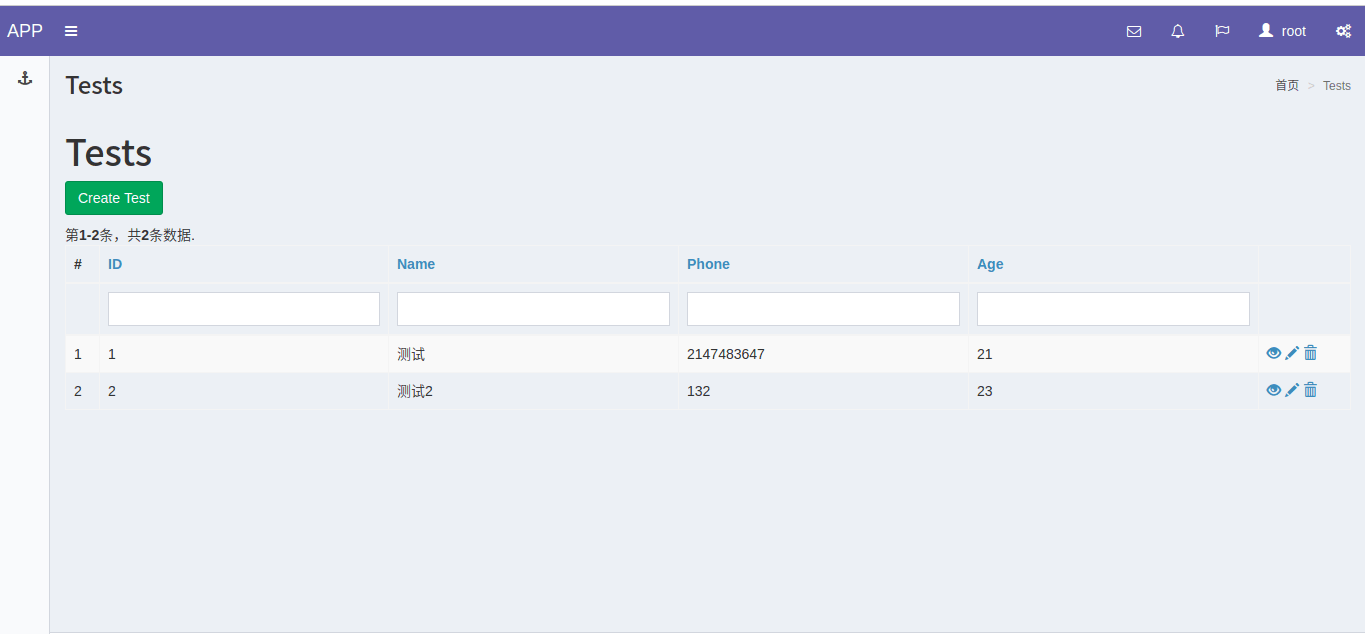 APP root
Tests 首页 > Tests
Tests
Create Test
第1-2条，共2条数据.
# ID Name Phone Age
1 1 测试 2147483647 21
2 2 测试2 132 23